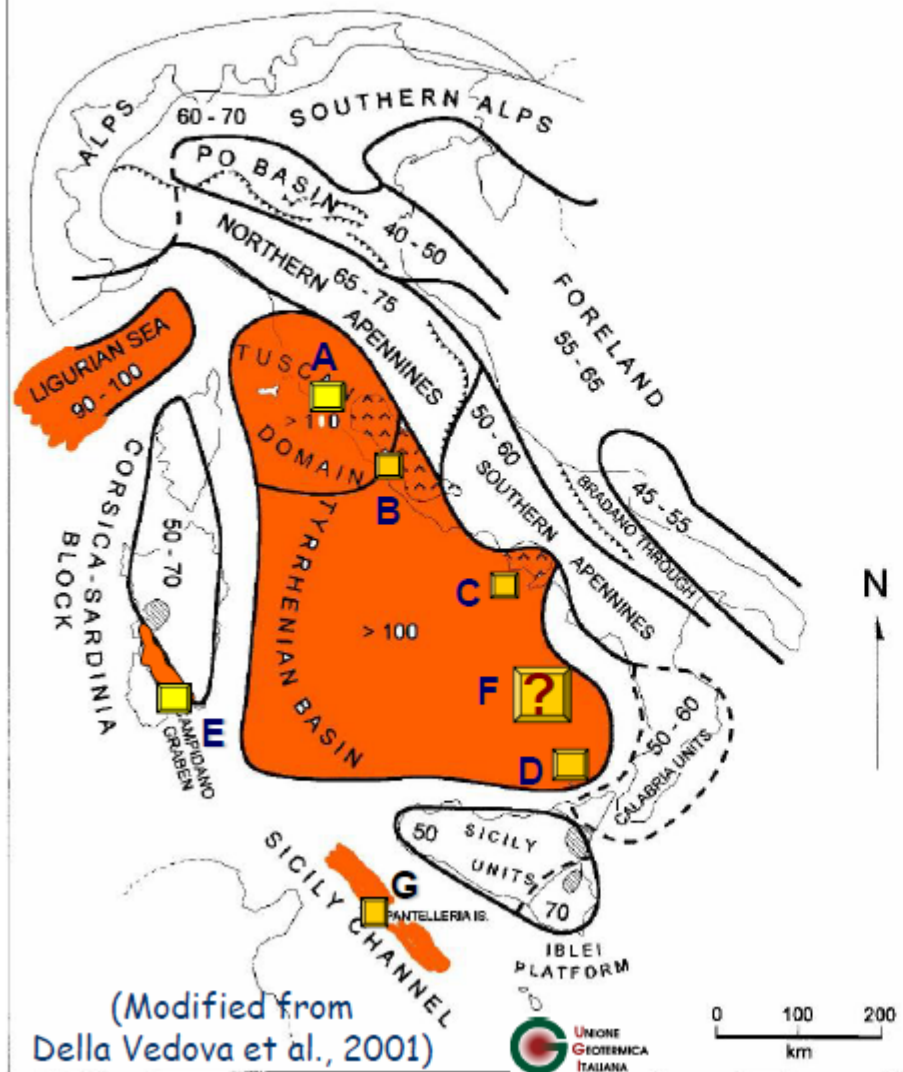 SOUTHERN ALPS
60 - 70
ALPS
PO BASIN
40 - 50
NORTHERN
65 - 75
APENNINES
FORELAND
55 - 65
LIGURIAN SEA
90 - 100
TUSCAN
A
> 100
DOMAIN
B
50 - 60
SOUTHERN
APENNINES
45 - 55
BRADANO THROUGH
CORSICA-SARDINIA
BLOCK
50 - 70
TYRRHENIAN BASIN
> 100
C
N
F
?
D
E
CAMPIDANO
GRABEN
50 - 60
CALABRIA UNITS
50
SICILY
UNITS
70
IBLEI
PLATFORM
SICILY CHANNEL
G
PANTELLERIA IS.
(Modified from
Della Vedova et al., 2001)
G
UNIONE
GEOTERMICA
ITALIANA
0 100 200
km